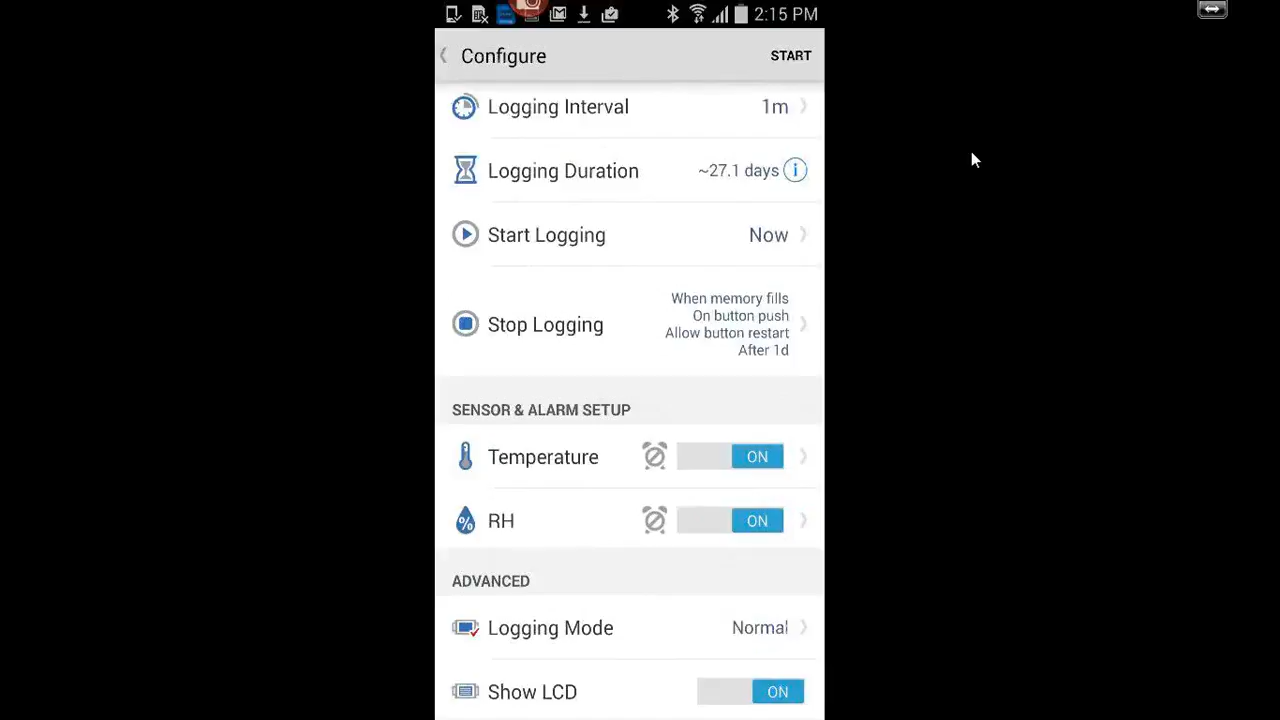 2:15 PM
Configure START
Logging Interval 1m
Logging Duration ~27.1 days
Start Logging Now
When memory fills
On button push
Stop Logging
Allow button restart
After 1d
SENSOR & ALARM SETUP
Temperature ON
RH ON
ADVANCED
Logging Mode Normal
Show LCD ON